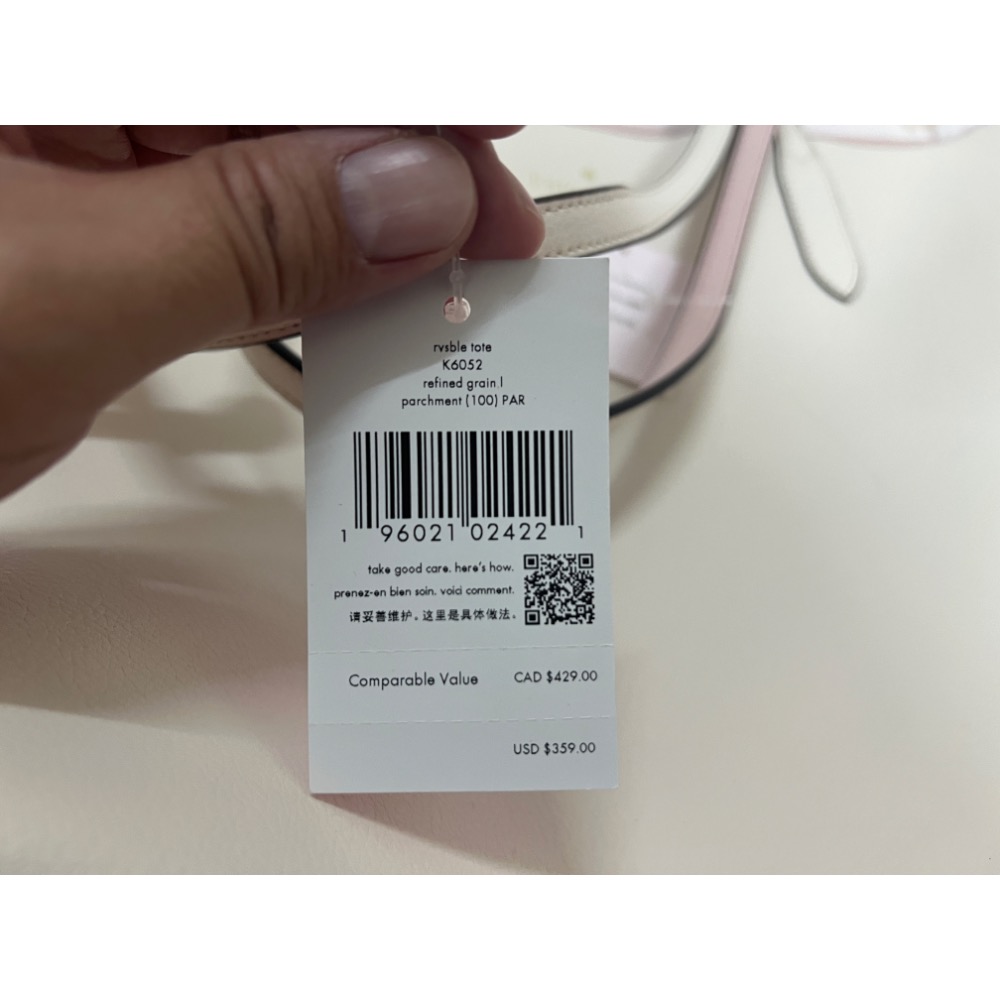 rvsble tote
K6052
refined grain l
parchment (100) PAR
1 96021 02422 1
take good care. here's how.
prenez-en bien soin. voici comment.
请妥善维护。这里是具体做法。
Comparable Value CAD $429.00
USD $359.00